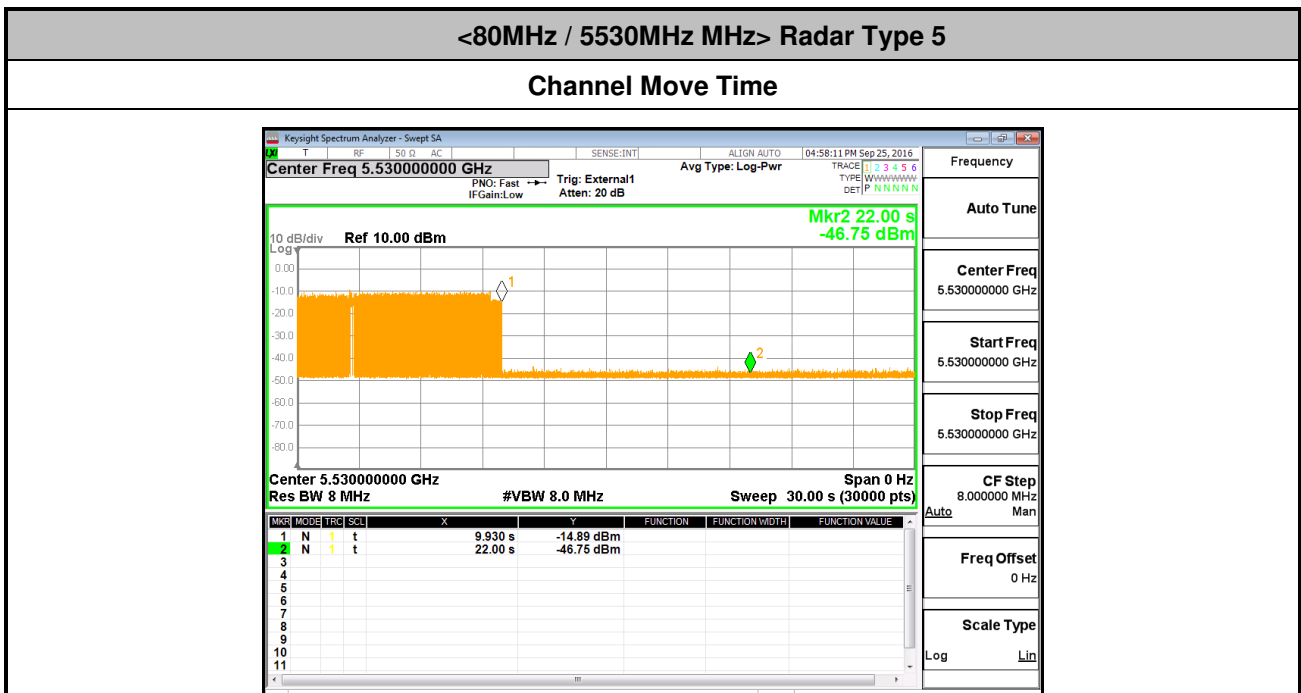 <80MHz / 5530MHz MHz> Radar Type 5
Channel Move Time
Keysight Spectrum Analyzer - Swept SA
LXI T RF 50 Ω AC SENSE:INT ALIGN AUTO 04:58:11 PM Sep 25, 2016
Center Freq 5.530000000 GHz
PNO: Fast
IFGain:Low
Trig: External1
Atten: 20 dB
Avg Type: Log-Pwr
TRACE 1 2 3 4 5 6
TYPE W W W W W W
DET P N N N N N
Mkr2 22.00 s
-46.75 dBm
10 dB/div Ref 10.00 dBm
Log
0.00
-10.0
-20.0
-30.0
-40.0
-50.0
-60.0
-70.0
-80.0
1
2
Center 5.530000000 GHz Span 0 Hz
Res BW 8 MHz #VBW 8.0 MHz Sweep 30.00 s (30000 pts)
MKR MODE TRC SCL X Y FUNCTION FUNCTION WIDTH FUNCTION VALUE
1 N 1 t 9.930 s -14.89 dBm
2 N 1 t 22.00 s -46.75 dBm
3
4
5
6
7
8
9
10
11
Frequency
Auto Tune
Center Freq
5.530000000 GHz
Start Freq
5.530000000 GHz
Stop Freq
5.530000000 GHz
CF Step
8.000000 MHz
Auto Man
Freq Offset
0 Hz
Scale Type
Log Lin